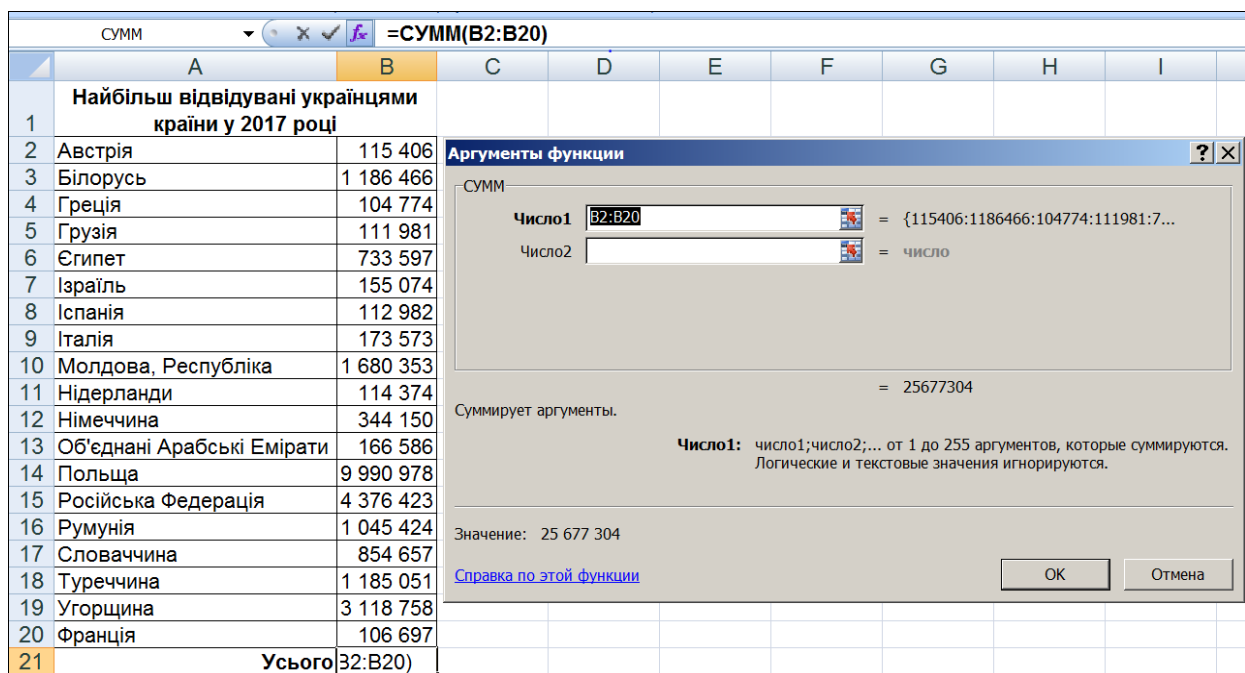 СУММ =СУММ(B2:B20)
A B C D E F G H I
1 Найбільш відвідувані українцями
країни у 2017 році
2 Австрія 115 406
3 Білорусь 1 186 466
4 Греція 104 774
5 Грузія 111 981
6 Єгипет 733 597
7 Ізраїль 155 074
8 Іспанія 112 982
9 Італія 173 573
10 Молдова, Республіка 1 680 353
11 Нідерланди 114 374
12 Німеччина 344 150
13 Об'єднані Арабські Емірати 166 586
14 Польща 9 990 978
15 Російська Федерація 4 376 423
16 Румунія 1 045 424
17 Словаччина 854 657
18 Туреччина 1 185 051
19 Угорщина 3 118 758
20 Франція 106 697
21 Усього B2:B20)
Аргументы функции
СУММ
Число1 B2:B20 = {115406:1186466:104774:111981:7...
Число2 = число
= 25677304
Суммирует аргументы.
Число1: число1;число2;... от 1 до 255 аргументов, которые суммируются.
Логические и текстовые значения игнорируются.
Значение: 25 677 304
Справка по этой функции
ОК Отмена